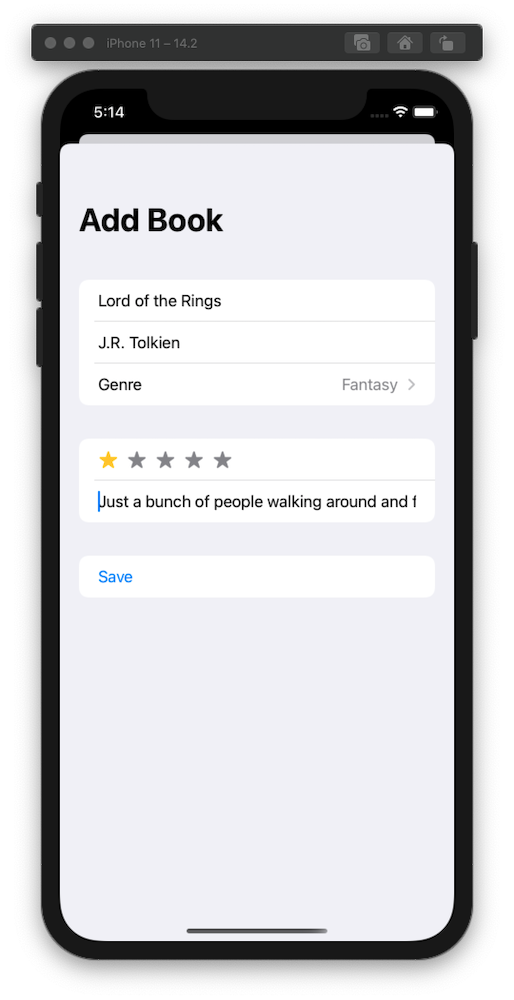 iPhone 11 – 14.2
5:14
Add Book
Lord of the Rings
J.R. Tolkien
Genre Fantasy
Just a bunch of people walking around and
Save